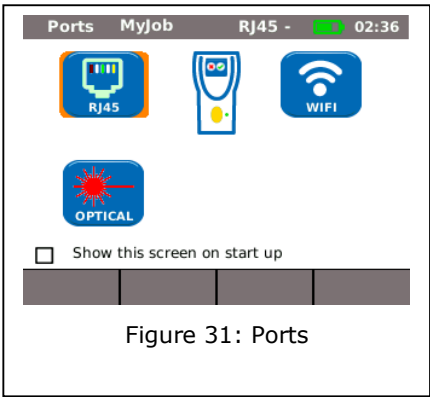 Ports MyJob RJ45 - 02:36
RJ45
WIFI
OPTICAL
Show this screen on start up
Figure 31: Ports